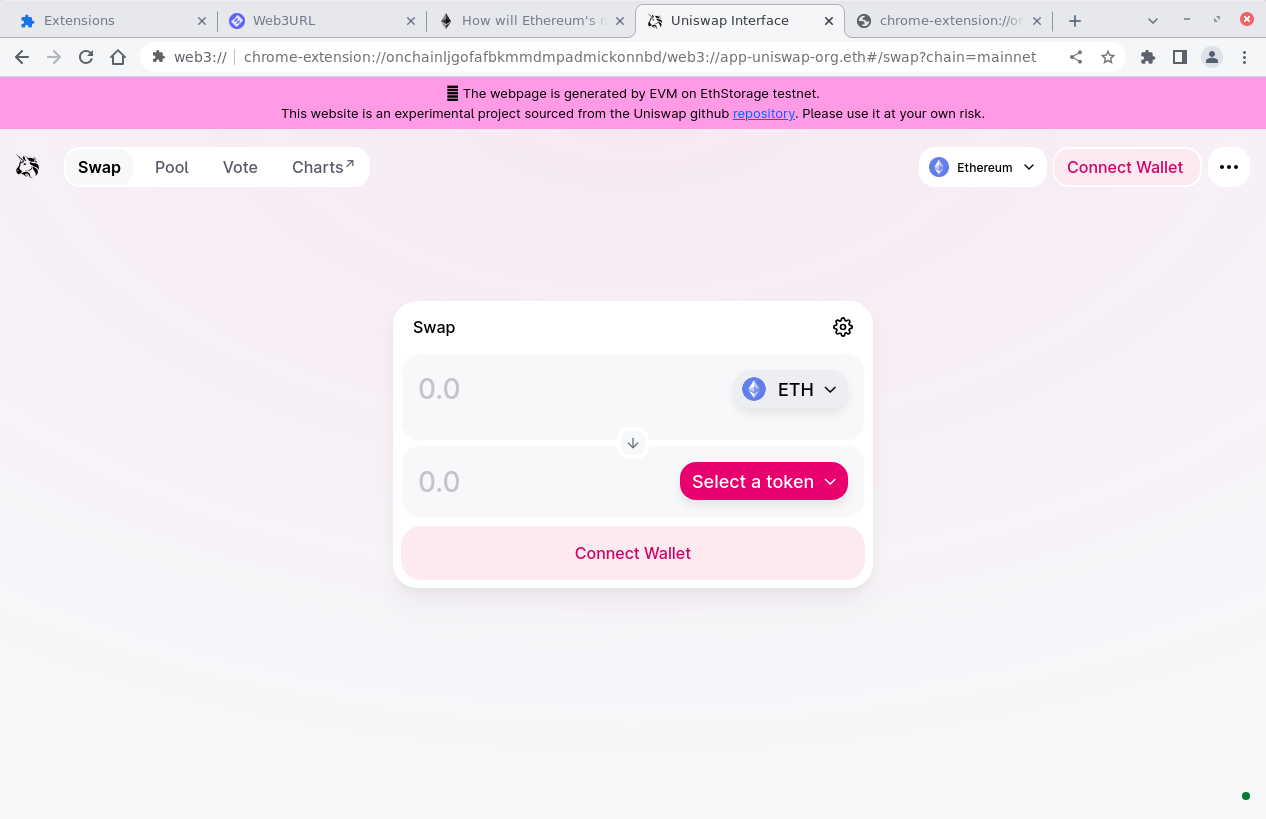 Extensions
Web3URL
How will Ethereum's
Uniswap Interface
chrome-extension://
web3://
chrome-extension://onchainljgofafbkmmdmpadmickonnbd/web3://app-uniswap-org.eth#/swap?chain=mainnet
The webpage is generated by EVM on EthStorage testnet.
This website is an experimental project sourced from the Uniswap github repository. Please use it at your own risk.
Swap
Pool
Vote
Charts↗
Ethereum
Connect Wallet
Swap
0.0
ETH
0.0
Select a token
Connect Wallet